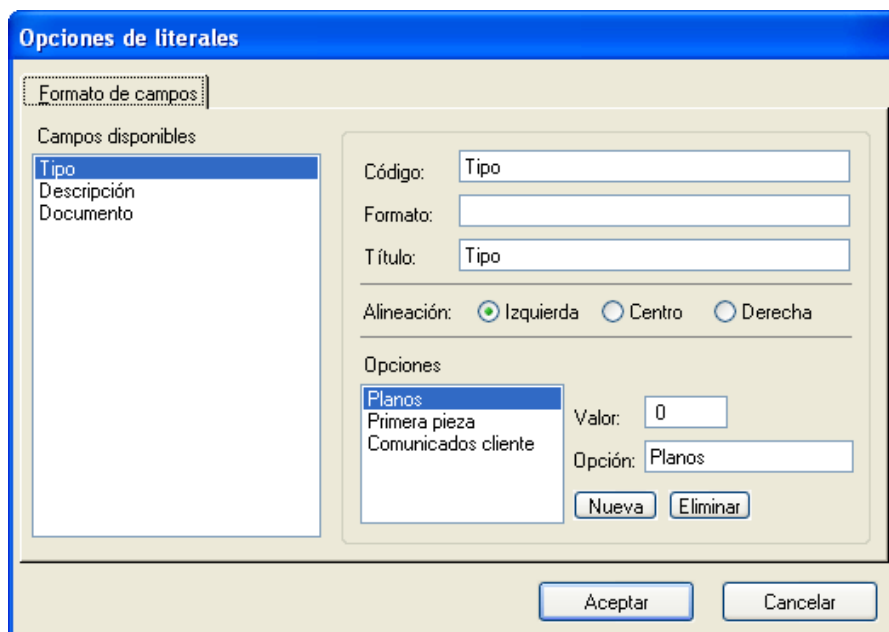 Opciones de literales
Formato de campos
Campos disponibles
Tipo
Descripción
Documento
Código: Tipo
Formato:
Título: Tipo
Alineación: Izquierda Centro Derecha
Opciones
Planos
Primera pieza
Comunicados cliente
Valor: 0
Opción: Planos
Nueva Eliminar
Aceptar Cancelar